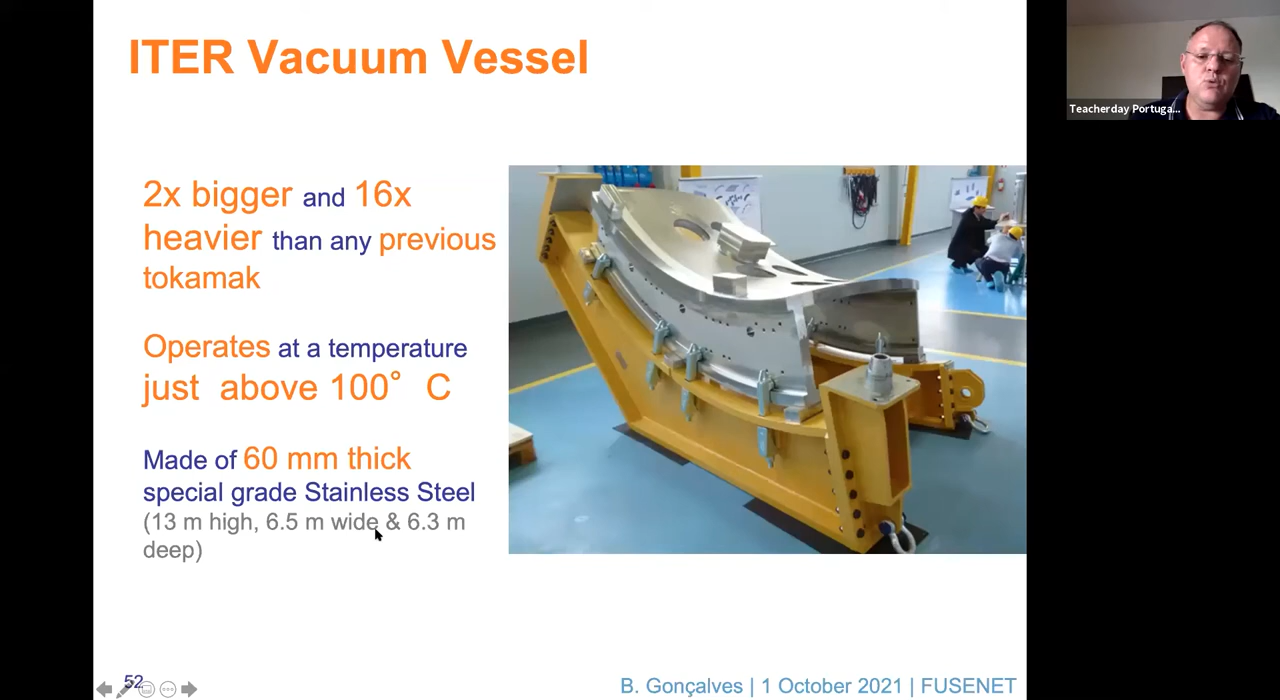 ITER Vacuum Vessel
Teacherday Portuga...
2x bigger and 16x
heavier than any previous
tokamak
Operates at a temperature
just above 100° C
Made of 60 mm thick
special grade Stainless Steel
(13 m high, 6.5 m wide & 6.3 m
deep)
52
B. Gonçalves | 1 October 2021 | FUSENET